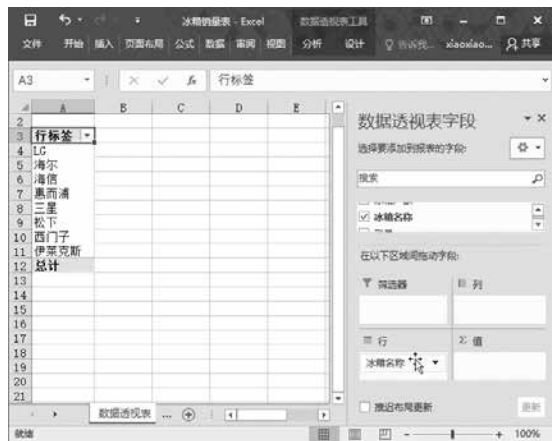 冰箱销量表 - Excel 数据透视表工具
文件 开始 插入 页面布局 公式 数据 审阅 视图 分析 设计 告诉我... xiaoxiao... 共享
A3 fx 行标签
A B C D E
2
3 行标签
4 LG
5 海尔
6 海信
7 惠而浦
8 三星
9 松下
10 西门子
11 伊莱克斯
12 总计
13
14
15
16
17
18
19
20
21
数据透视表 ...
就绪
数据透视表字段
选择要添加到报表的字段:
搜索
冰箱名称
在以下区域间拖动字段:
筛选器 列
行 Σ 值
冰箱名称
推迟布局更新 更新
100%